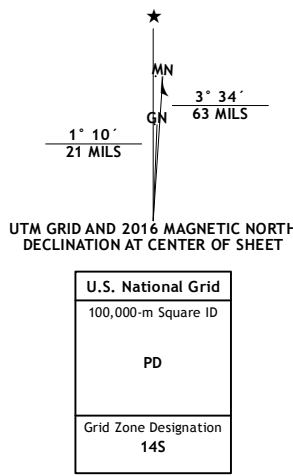 ★
MN
3° 34´
63 MILS
GN
1° 10´
21 MILS
UTM GRID AND 2016 MAGNETIC NORTH
DECLINATION AT CENTER OF SHEET
U.S. National Grid
100,000-m Square ID
PD
Grid Zone Designation
14S